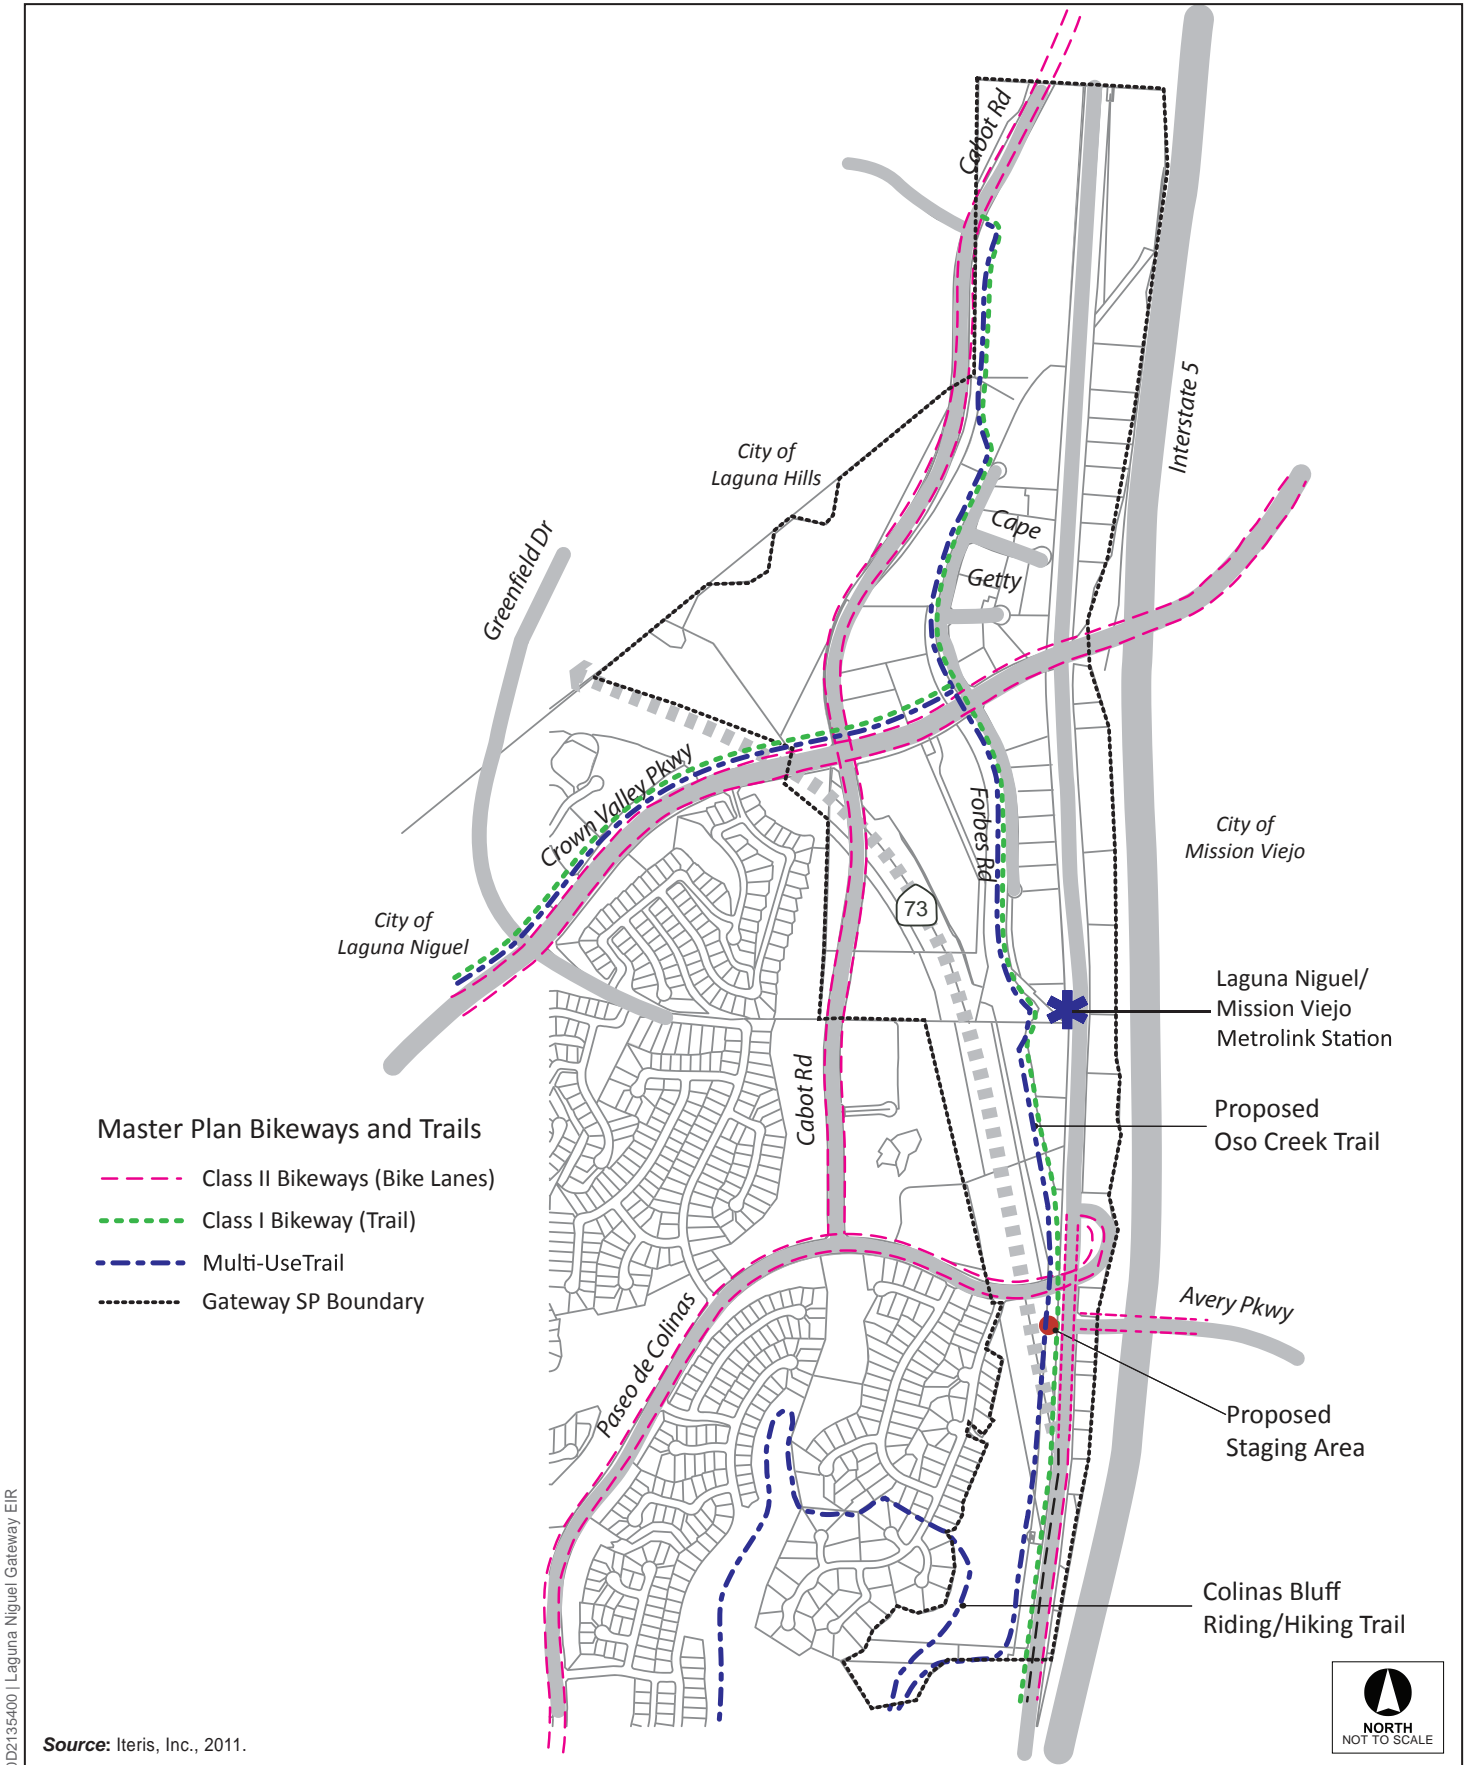 Cabot Rd
Interstate 5
City of
Laguna Hills
Cape
Greenfield Dr
Getty
Crown Valley Pkwy
Forbes Rd
City of
Mission Viejo
73
City of
Laguna Niguel
Laguna Niguel/
Mission Viejo
Metrolink Station
Cabot Rd
Proposed
Oso Creek Trail
Master Plan Bikeways and Trails
Class II Bikeways (Bike Lanes)
Class I Bikeway (Trail)
Multi-UseTrail
Gateway SP Boundary
Avery Pkwy
Paseo de Colinas
Proposed
Staging Area
Colinas Bluff
Riding/Hiking Trail
NORTH
NOT TO SCALE
Source: Iteris, Inc., 2011.
D2135400 | Laguna Niguel Gateway EIR